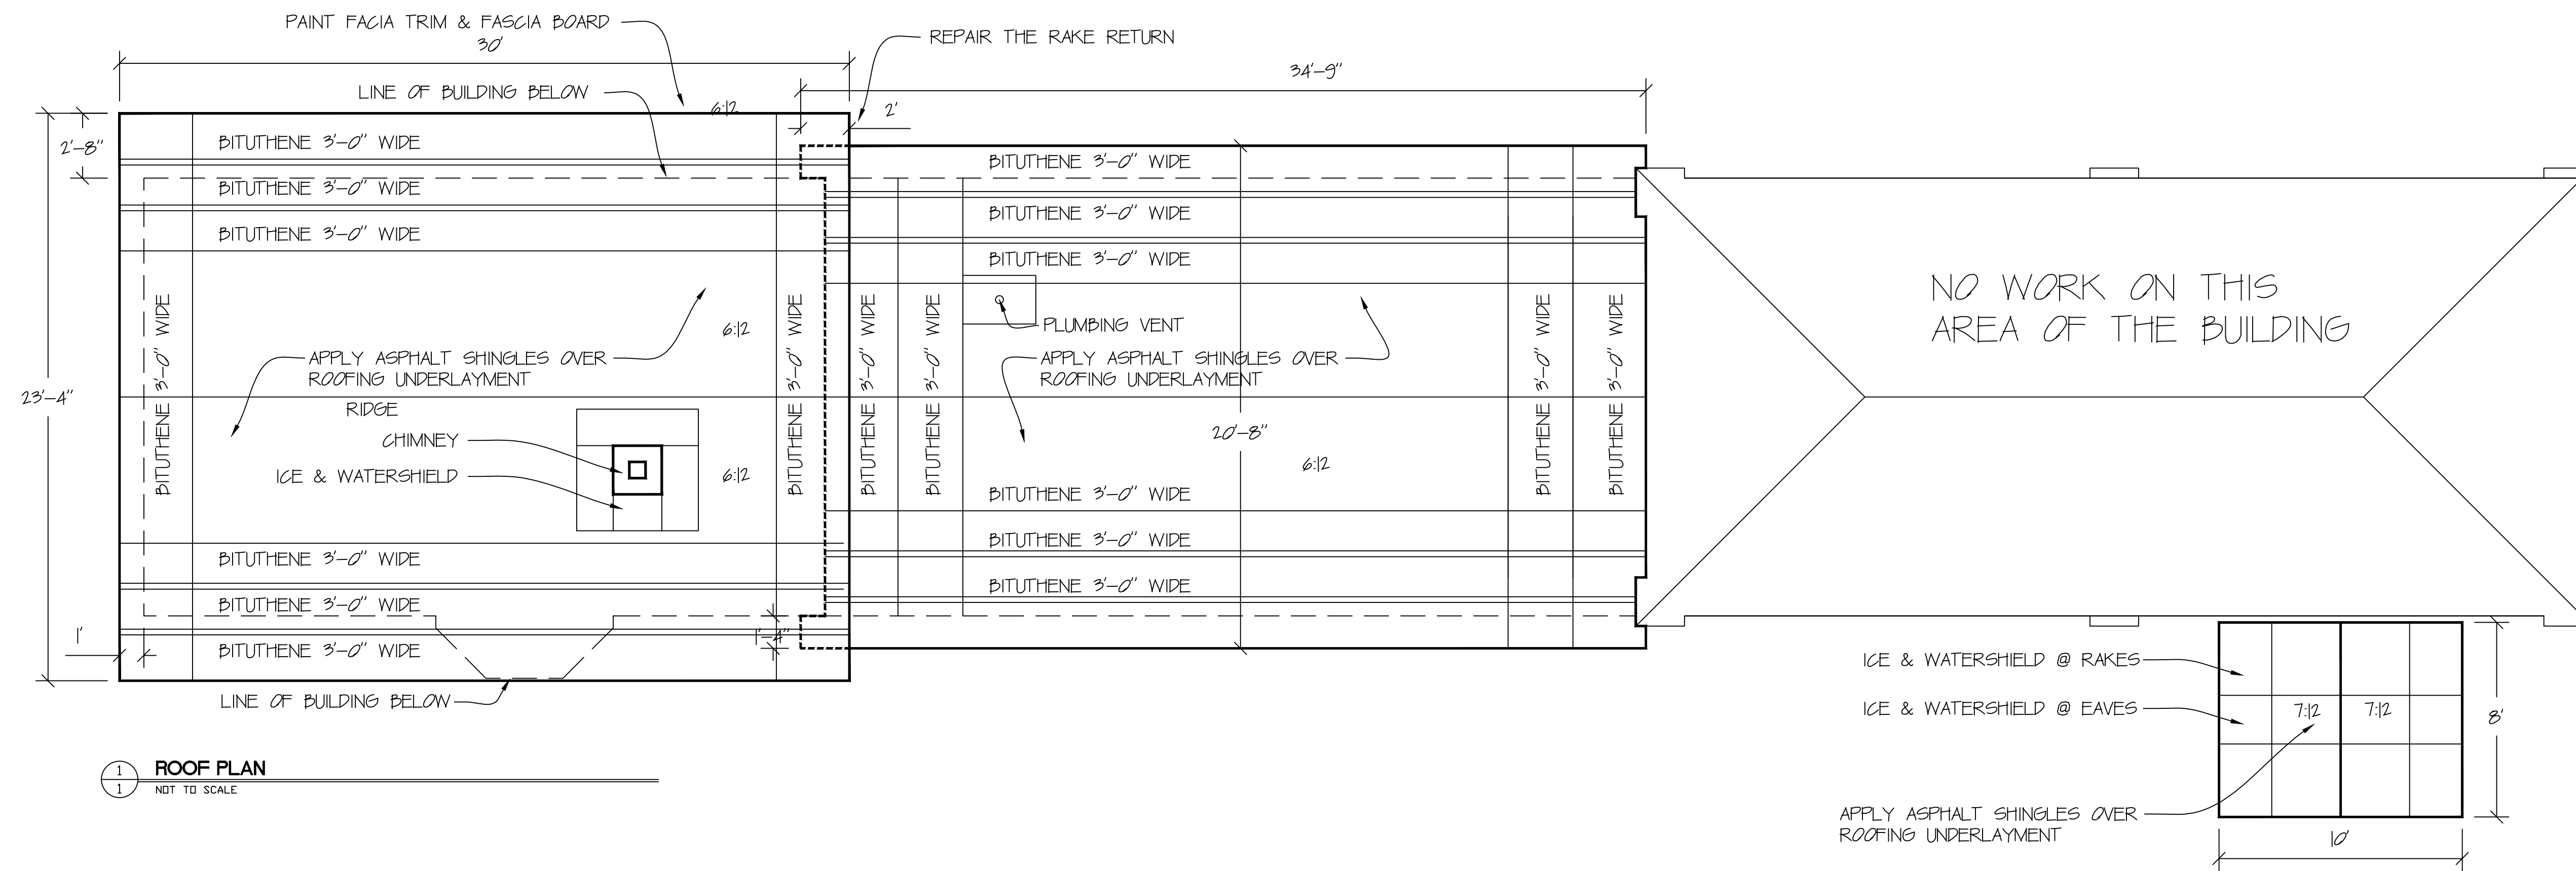 PAINT FACIA TRIM & FASCIA BOARD
30'
REPAIR THE RAKE RETURN
34'-9"
LINE OF BUILDING BELOW
6:12
2'
2'-8"
BITUTHENE 3'-0" WIDE
BITUTHENE 3'-0" WIDE
BITUTHENE 3'-0" WIDE
BITUTHENE 3'-0" WIDE
BITUTHENE 3'-0" WIDE
BITUTHENE 3'-0" WIDE
BITUTHENE 3'-0" WIDE
BITUTHENE 3'-0" WIDE
BITUTHENE 3'-0" WIDE
BITUTHENE 3'-0" WIDE
BITUTHENE 3'-0" WIDE
BITUTHENE 3'-0" WIDE
NO WORK ON THIS
AREA OF THE BUILDING
6:12
PLUMBING VENT
APPLY ASPHALT SHINGLES OVER
ROOFING UNDERLAYMENT
APPLY ASPHALT SHINGLES OVER
ROOFING UNDERLAYMENT
23'-4"
RIDGE
CHIMNEY
20'-8"
6:12
ICE & WATERSHIELD
6:12
BITUTHENE 3'-0" WIDE
BITUTHENE 3'-0" WIDE
BITUTHENE 3'-0" WIDE
BITUTHENE 3'-0" WIDE
BITUTHENE 3'-0" WIDE
BITUTHENE 3'-0" WIDE
1'
1'-4"
LINE OF BUILDING BELOW
ICE & WATERSHIELD @ RAKES
ICE & WATERSHIELD @ EAVES
7:12
7:12
8'
APPLY ASPHALT SHINGLES OVER
ROOFING UNDERLAYMENT
10'
1
1
ROOF PLAN
NOT TO SCALE